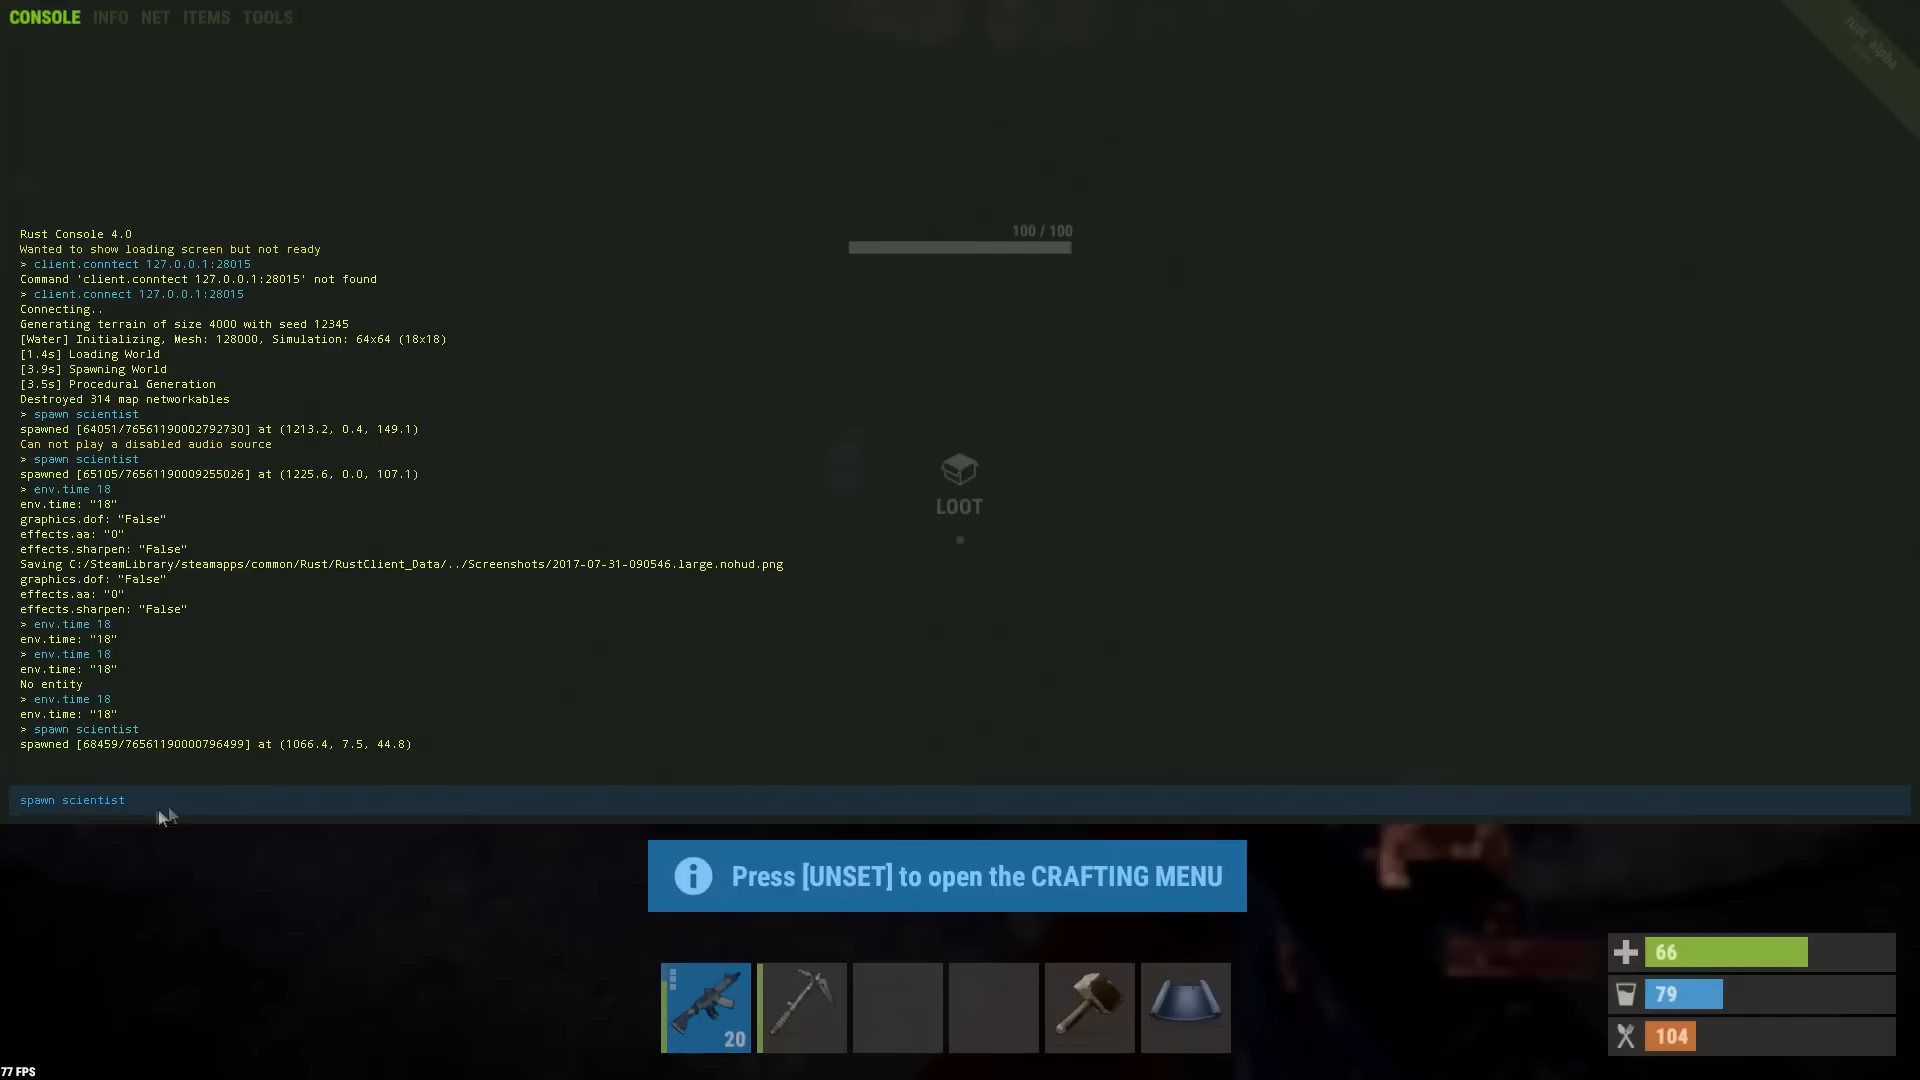 CONSOLE INFO NET ITEMS TOOLS
rust alpha
100 / 100
Rust Console 4.0
Wanted to show loading screen but not ready
> client.conntect 127.0.0.1:28015
Command 'client.conntect 127.0.0.1:28015' not found
> client.connect 127.0.0.1:28015
Connecting..
Generating terrain of size 4000 with seed 12345
[Water] Initializing, Mesh: 128000, Simulation: 64x64 (18x18)
[1.4s] Loading World
[3.9s] Spawning World
[3.5s] Procedural Generation
Destroyed 314 map networkables
> spawn scientist
spawned [64051/76561190002792730] at (1213.2, 0.4, 149.1)
Can not play a disabled audio source
> spawn scientist
spawned [65105/76561190009255026] at (1225.6, 0.0, 107.1)
> env.time 18
env.time: "18"
graphics.dof: "False"
effects.aa: "0"
effects.sharpen: "False"
Saving C:/SteamLibrary/steamapps/common/Rust/RustClient_Data/../Screenshots/2017-07-31-090546.large.nohud.png
graphics.dof: "False"
effects.aa: "0"
effects.sharpen: "False"
> env.time 18
env.time: "18"
> env.time 18
env.time: "18"
No entity
> env.time 18
env.time: "18"
> spawn scientist
spawned [68459/76561190000796499] at (1066.4, 7.5, 44.8)
LOOT
spawn scientist
Press [UNSET] to open the CRAFTING MENU
20
66
79
104
77 FPS